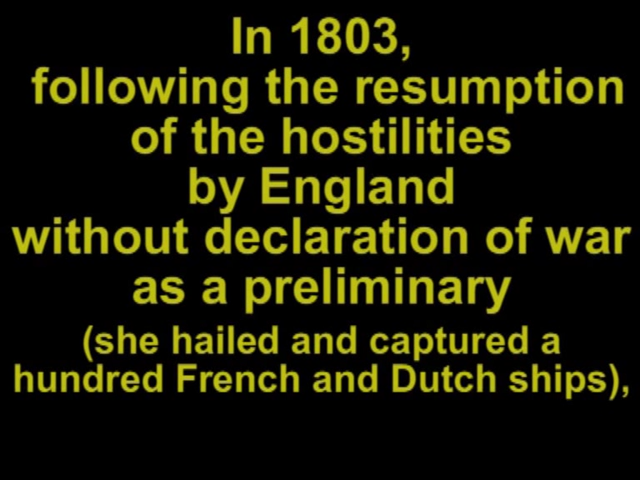 In 1803,
following the resumption
of the hostilities
by England
without declaration of war
as a preliminary
(she hailed and captured a
hundred French and Dutch ships),